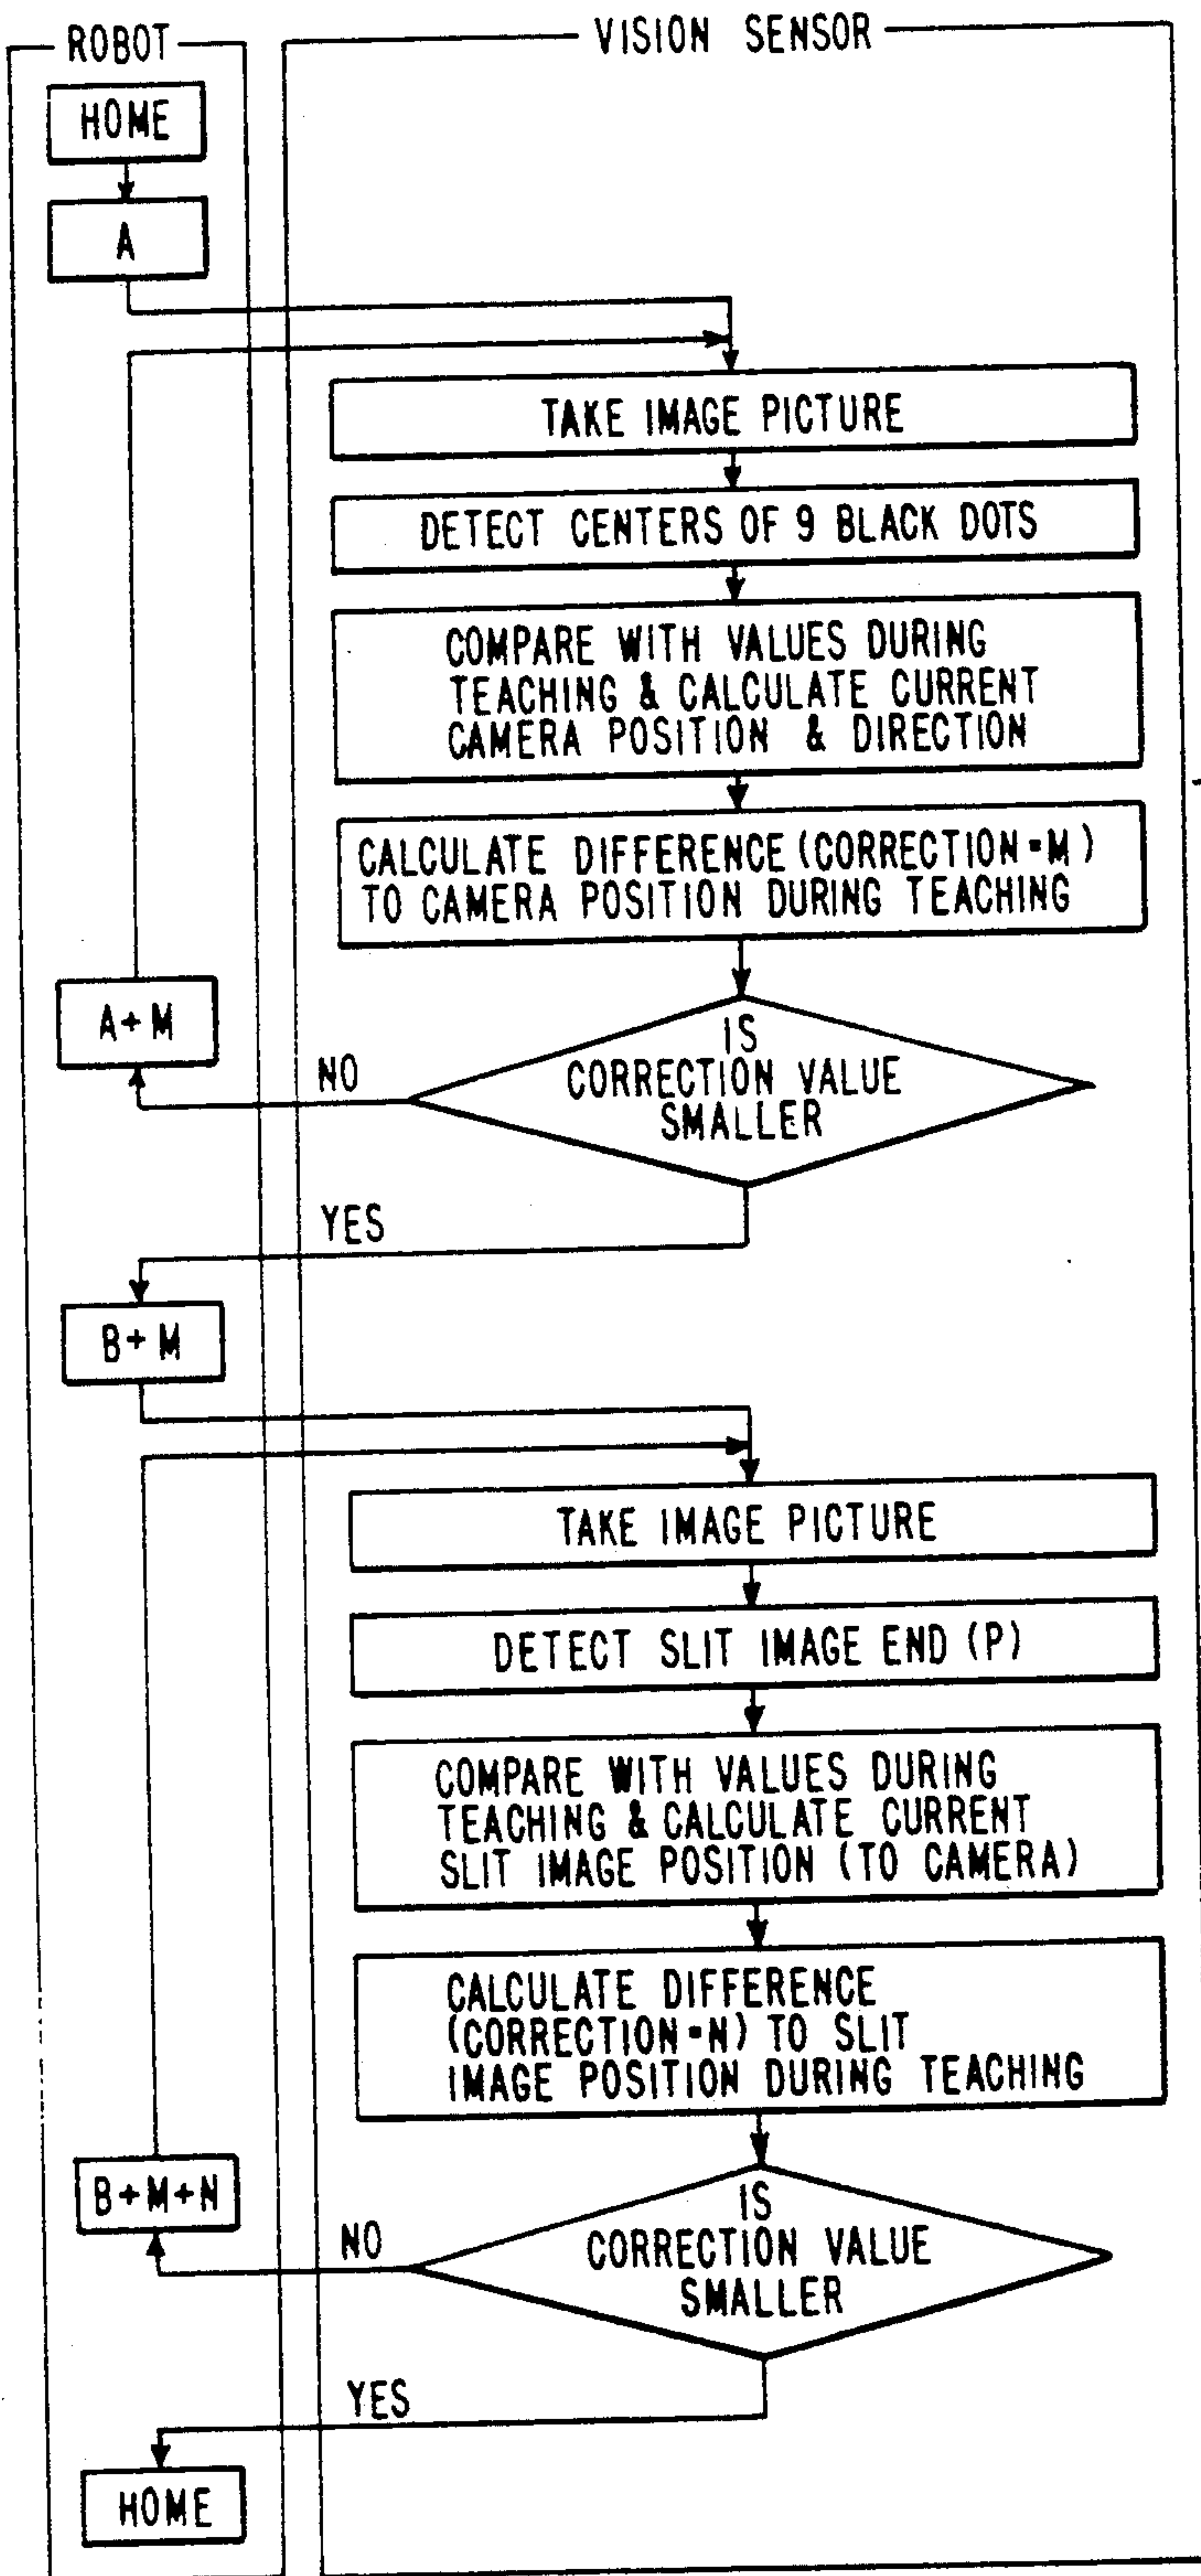 ROBOT
VISION SENSOR
HOME
A
TAKE IMAGE PICTURE
DETECT CENTERS OF 9 BLACK DOTS
COMPARE WITH VALUES DURING
TEACHING & CALCULATE CURRENT
CAMERA POSITION & DIRECTION
CALCULATE DIFFERENCE (CORRECTION=M)
TO CAMERA POSITION DURING TEACHING
A+M
IS
CORRECTION VALUE
SMALLER
NO
YES
B+M
TAKE IMAGE PICTURE
DETECT SLIT IMAGE END (P)
COMPARE WITH VALUES DURING
TEACHING & CALCULATE CURRENT
SLIT IMAGE POSITION (TO CAMERA)
CALCULATE DIFFERENCE
(CORRECTION=N) TO SLIT
IMAGE POSITION DURING TEACHING
B+M+N
IS
CORRECTION VALUE
SMALLER
NO
YES
HOME